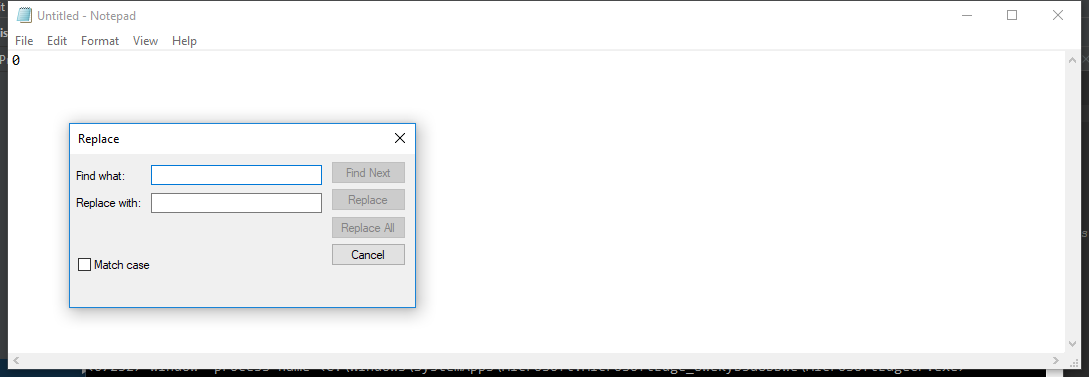 Untitled - Notepad
File Edit Format View Help
0
Replace
Find what:
Find Next
Replace with:
Replace
Replace All
Cancel
Match case